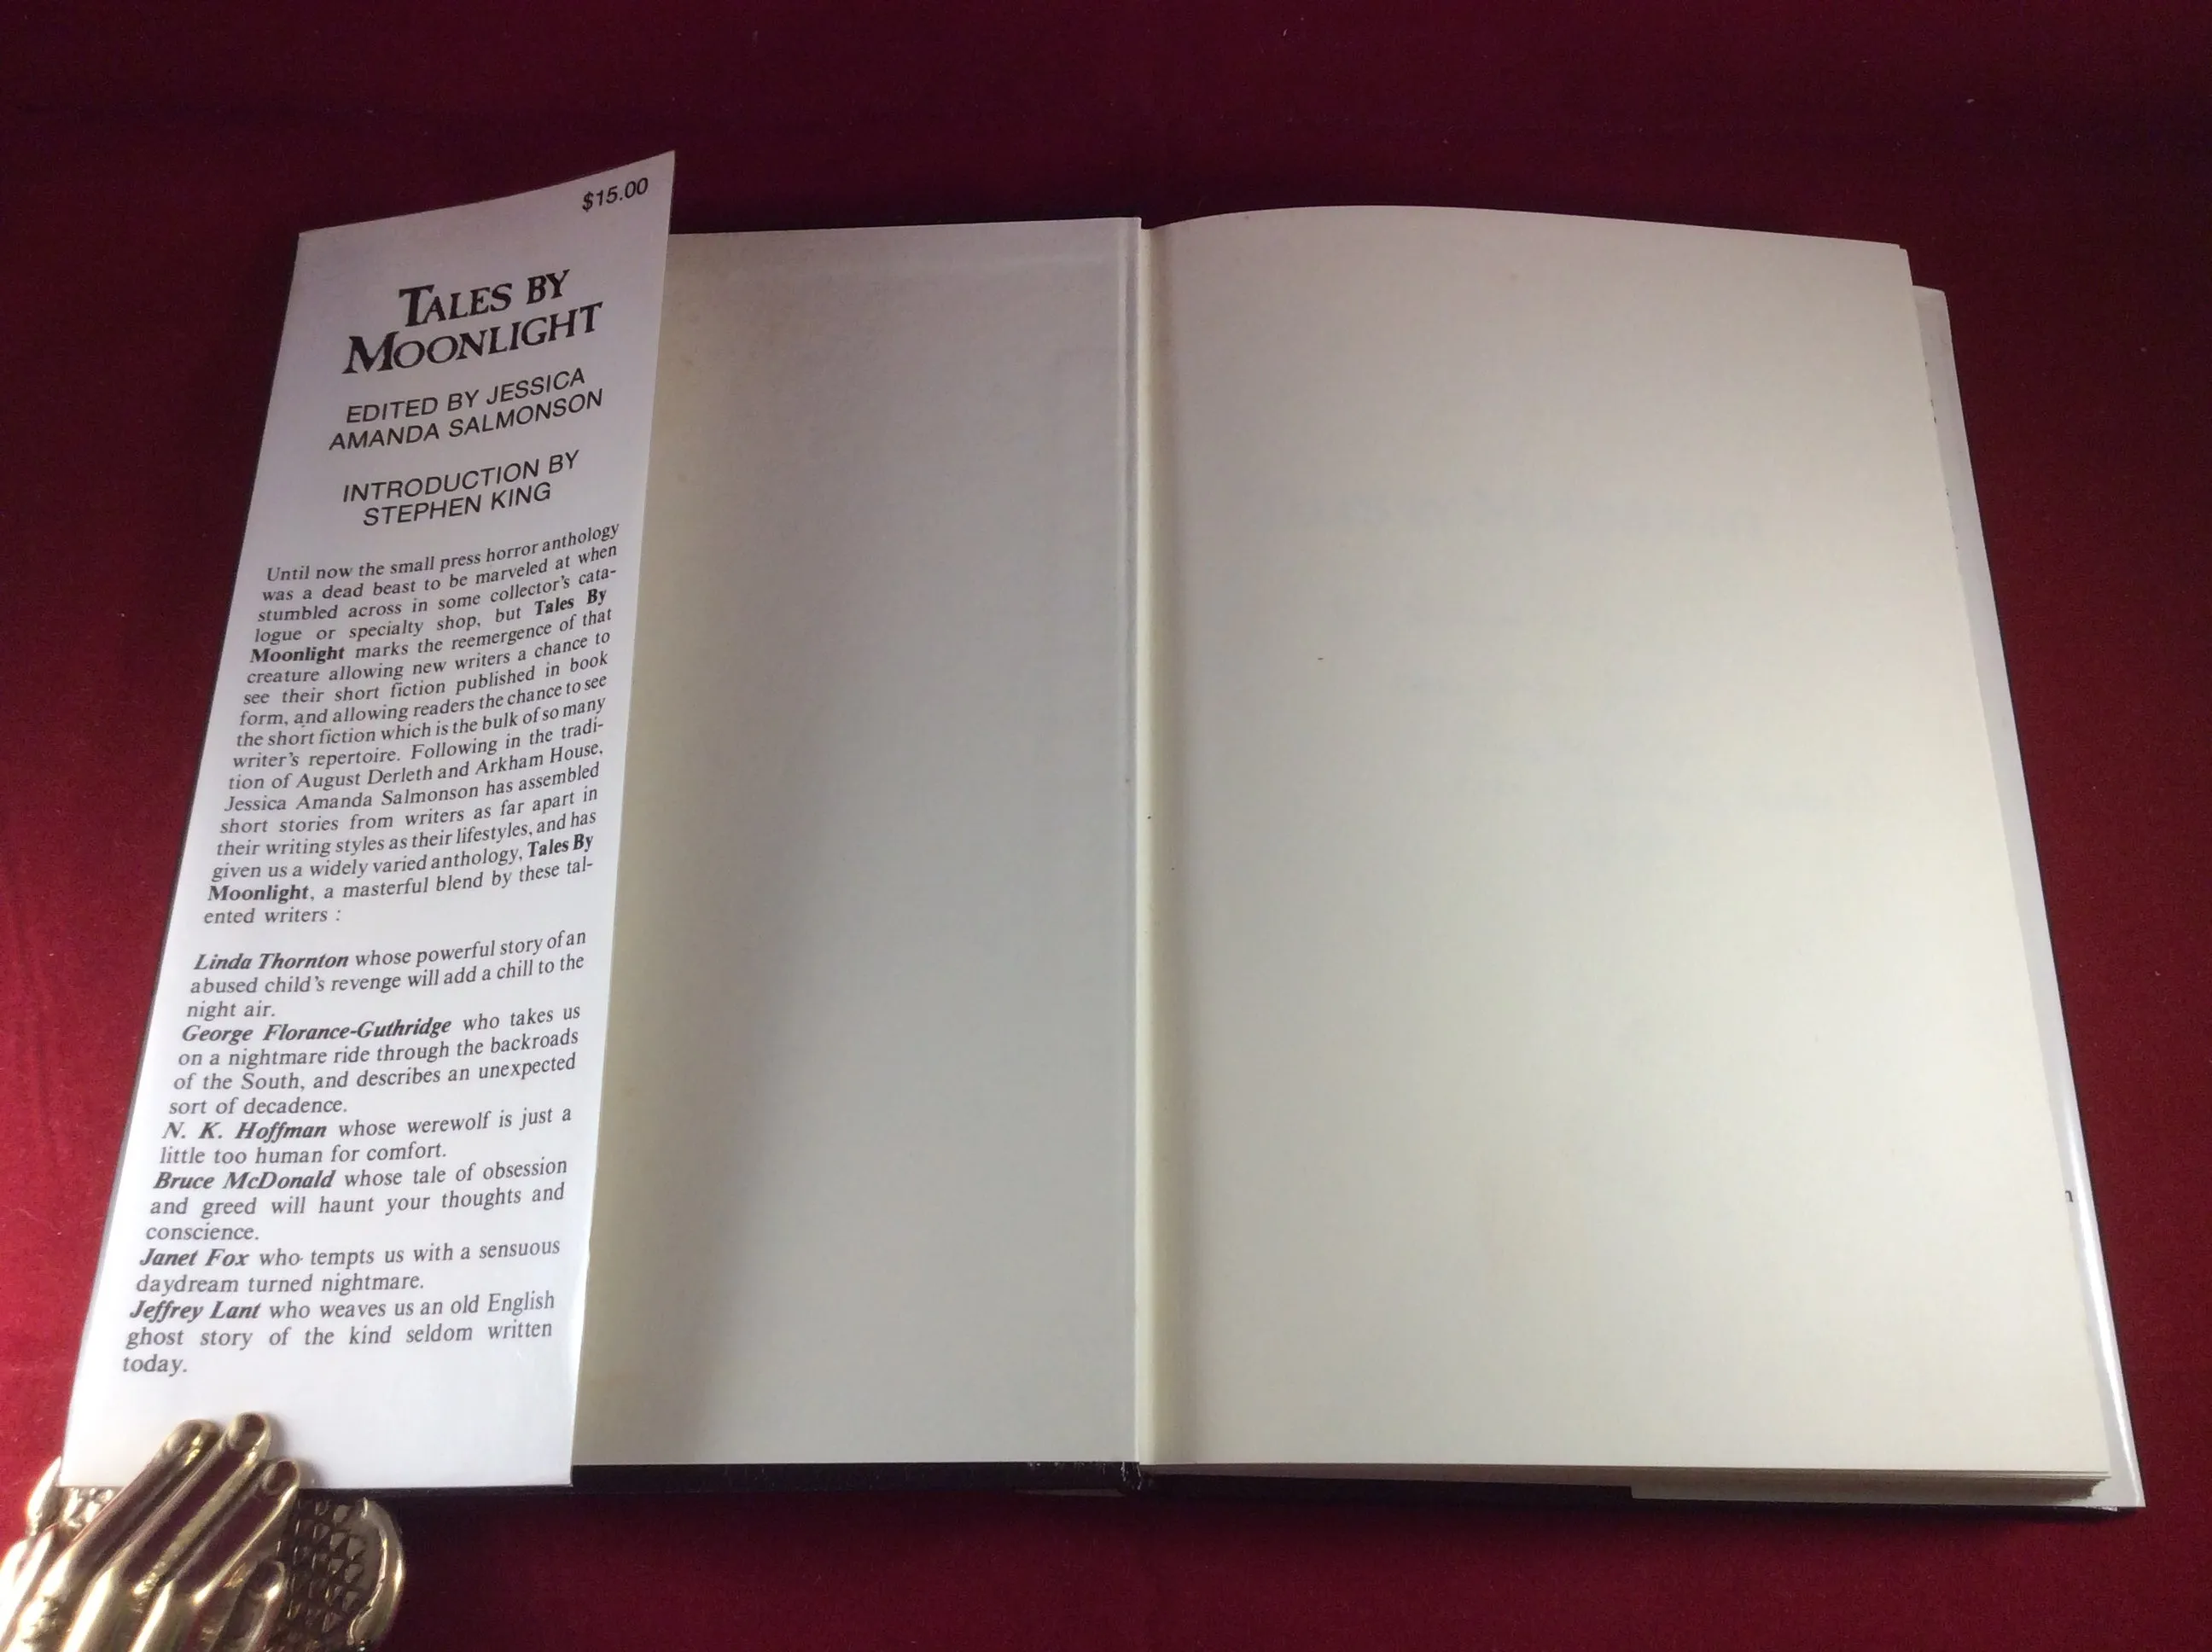 $15.00
TALES BY
MOONLIGHT
EDITED BY JESSICA
AMANDA SALMONSON
INTRODUCTION BY
STEPHEN KING
Until now the small press horror anthology
was a dead beast to be marveled at when
stumbled across in some collector's cata-
logue or specialty shop, but Tales By
Moonlight marks the reemergence of that
creature allowing new writers a chance to
see their short fiction published in book
form, and allowing readers the chance to see
the short fiction which is the bulk of so many
writer's repertoire. Following in the tradi-
tion of August Derleth and Arkham House,
Jessica Amanda Salmonson has assembled
short stories from writers as far apart in
their writing styles as their lifestyles, and has
given us a widely varied anthology, Tales By
Moonlight, a masterful blend by these tal-
ented writers :
Linda Thornton whose powerful story of an
abused child's revenge will add a chill to the
night air.
George Florance-Guthridge who takes us
on a nightmare ride through the backroads
of the South, and describes an unexpected
sort of decadence.
N. K. Hoffman whose werewolf is just a
little too human for comfort.
Bruce McDonald whose tale of obsession
and greed will haunt your thoughts and
conscience.
Janet Fox who tempts us with a sensuous
daydream turned nightmare.
Jeffrey Lant who weaves us an old English
ghost story of the kind seldom written
today.